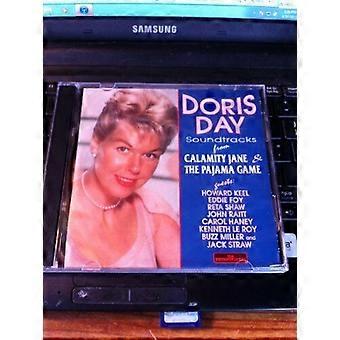 SAMSUNG
DORIS
DAY
Soundtracks
from
CALAMITY JANE &
THE PAJAMA GAME
guests:
HOWARD KEEL
EDDIE FOY
RETA SHAW
JOHN RAITT
CAROL HANEY
KENNETH LE ROY
BUZZ MILLER and
JACK STRAW